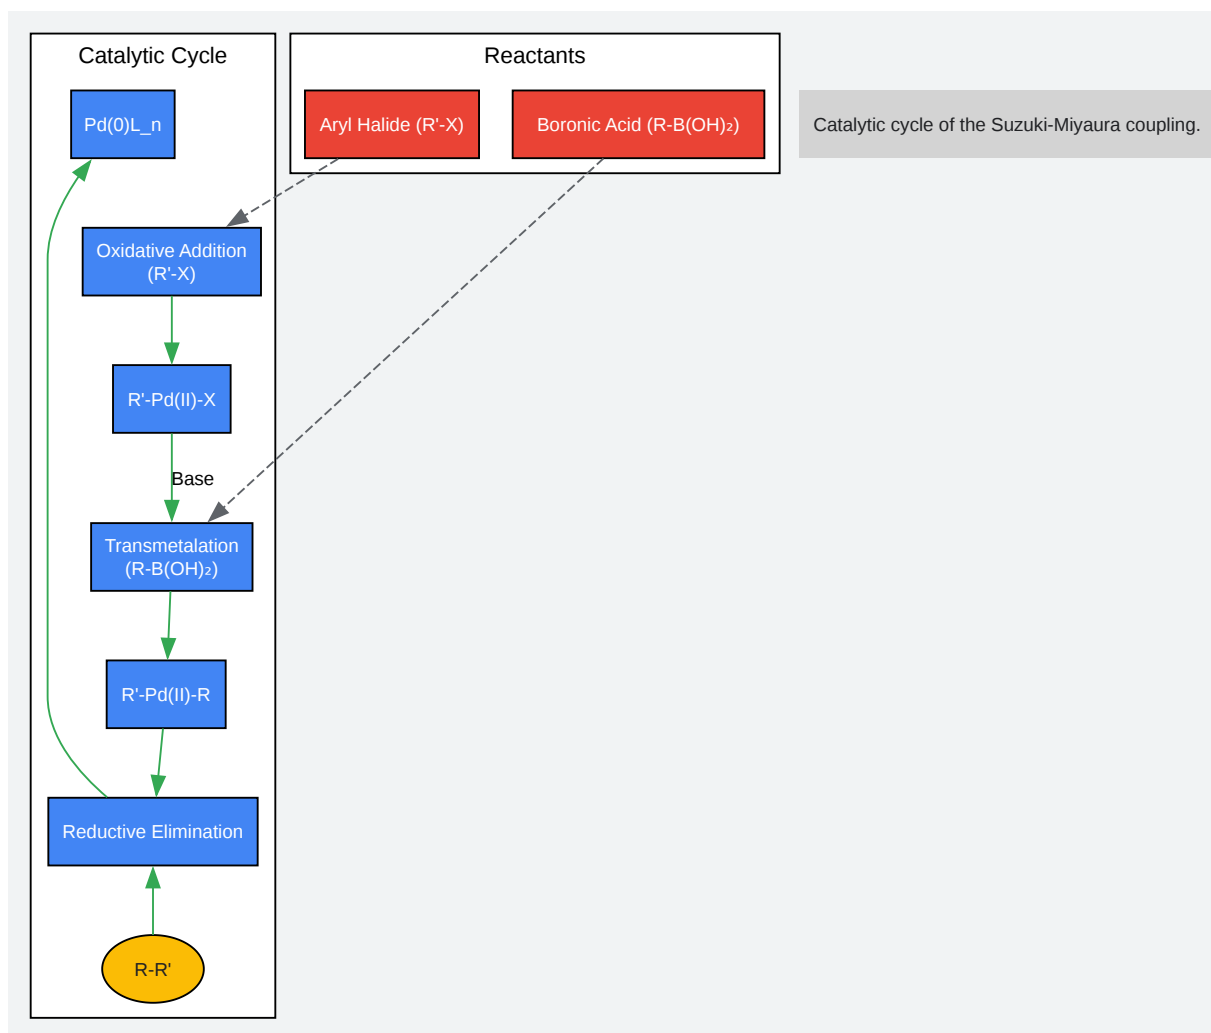 Catalytic Cycle
Reactants
Pd(0)L_n
Aryl Halide (R'-X)
Boronic Acid (R-B(OH)₂)
Catalytic cycle of the Suzuki-Miyaura coupling.
Oxidative Addition
(R'-X)
R'-Pd(II)-X
Base
Transmetalation
(R-B(OH)₂)
R'-Pd(II)-R
Reductive Elimination
R-R'